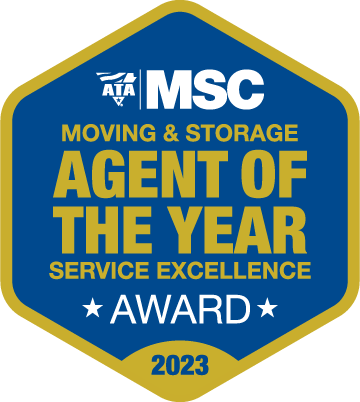 ATA MSC
MOVING & STORAGE
AGENT OF
THE YEAR
SERVICE EXCELLENCE
AWARD
2023